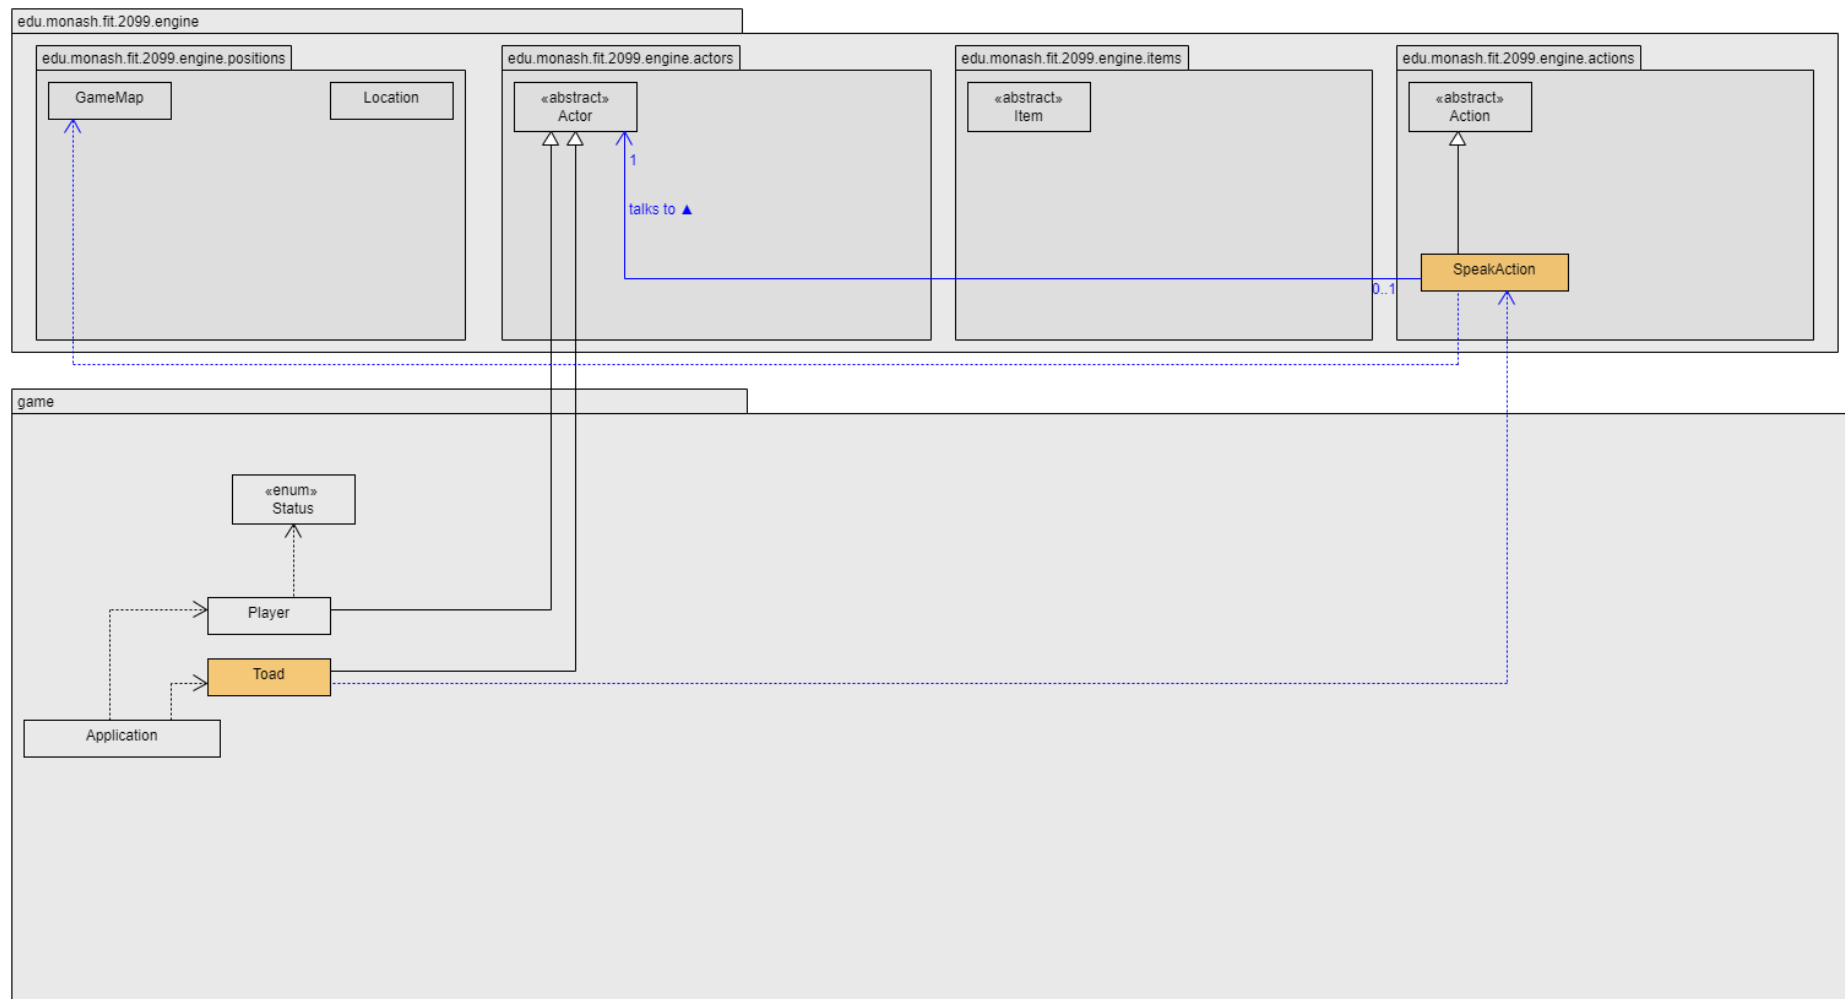 edu.monash.fit.2099.engine
edu.monash.fit.2099.engine.positions
edu.monash.fit.2099.engine.actors
edu.monash.fit.2099.engine.items
edu.monash.fit.2099.engine.actions
GameMap
Location
«abstract»
Actor
«abstract»
Item
«abstract»
Action
1
talks to ▲
SpeakAction
0..1
game
«enum»
Status
Player
Toad
Application